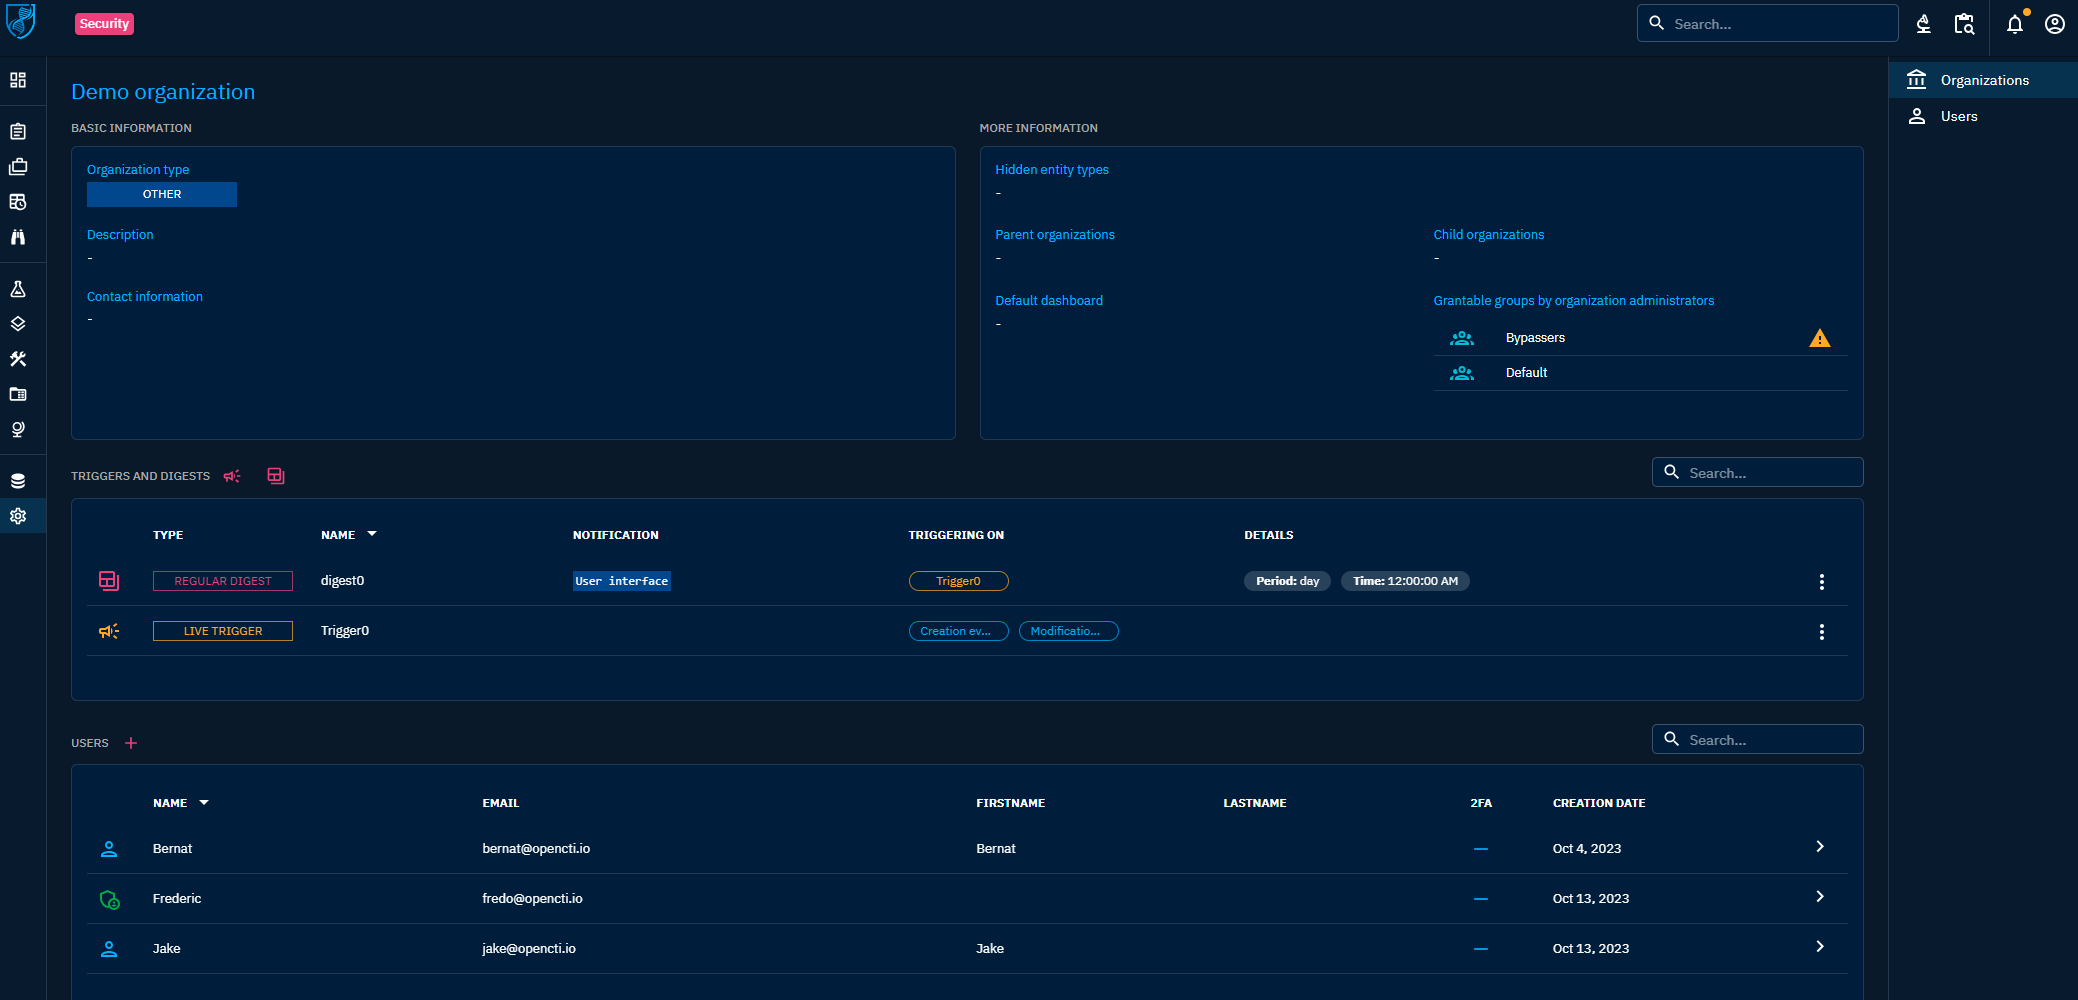 Security
Search...
Organizations
Users
Demo organization
BASIC INFORMATION
Organization type
OTHER
Description
-
Contact information
-
MORE INFORMATION
Hidden entity types
-
Parent organizations
-
Child organizations
-
Default dashboard
-
Grantable groups by organization administrators
Bypassers
Default
TRIGGERS AND DIGESTS
Search...
TYPE NAME NOTIFICATION TRIGGERING ON DETAILS
REGULAR DIGEST digest0 User interface Trigger0 Period: day Time: 12:00:00 AM
LIVE TRIGGER Trigger0 Creation ev... Modificatio...
USERS
Search...
NAME EMAIL FIRSTNAME LASTNAME 2FA CREATION DATE
Bernat bernat@opencti.io Bernat Oct 4, 2023
Frederic fredo@opencti.io Oct 13, 2023
Jake jake@opencti.io Jake Oct 13, 2023